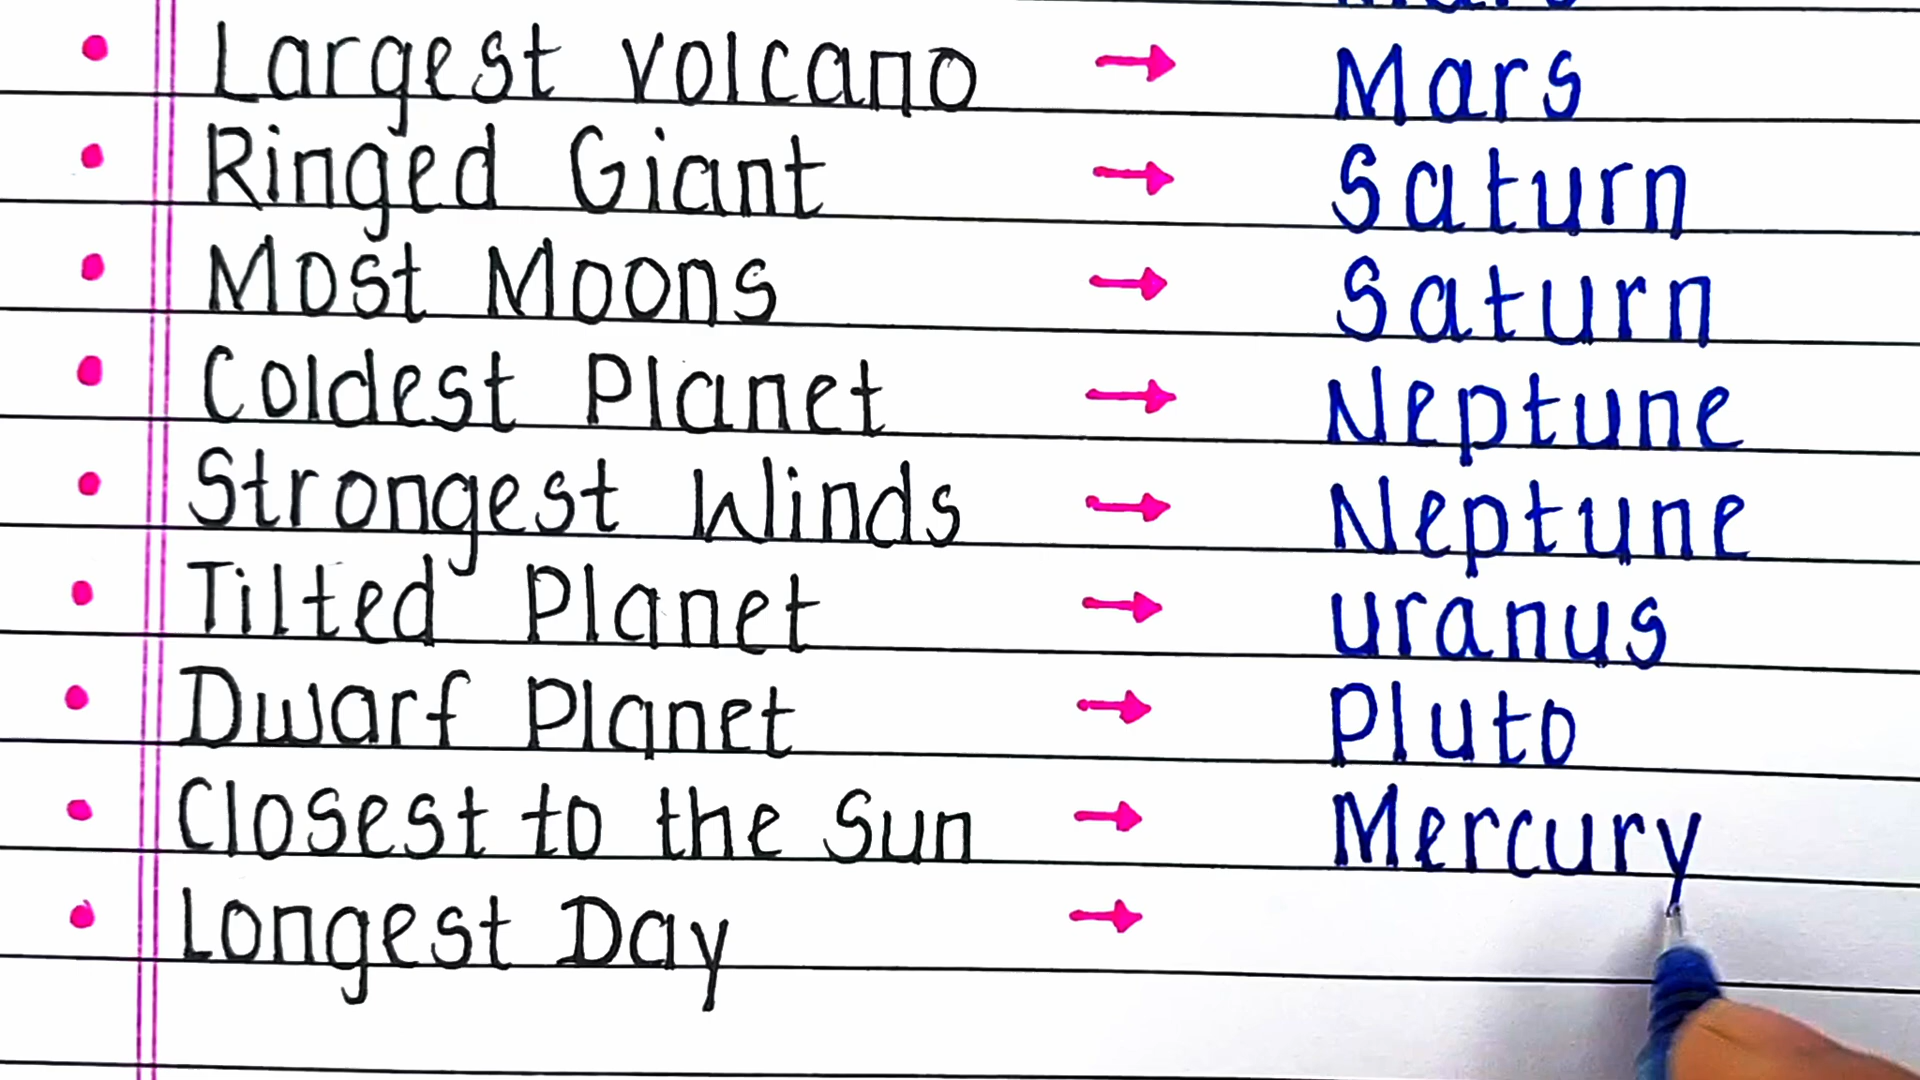 Largest Volcano → Mars
Ringed Giant → Saturn
Most Moons → Saturn
Coldest Planet → Neptune
Strongest Winds → Neptune
Tilted Planet → uranus
Dwarf Planet → Pluto
Closest to the Sun → Mercury
Longest Day →